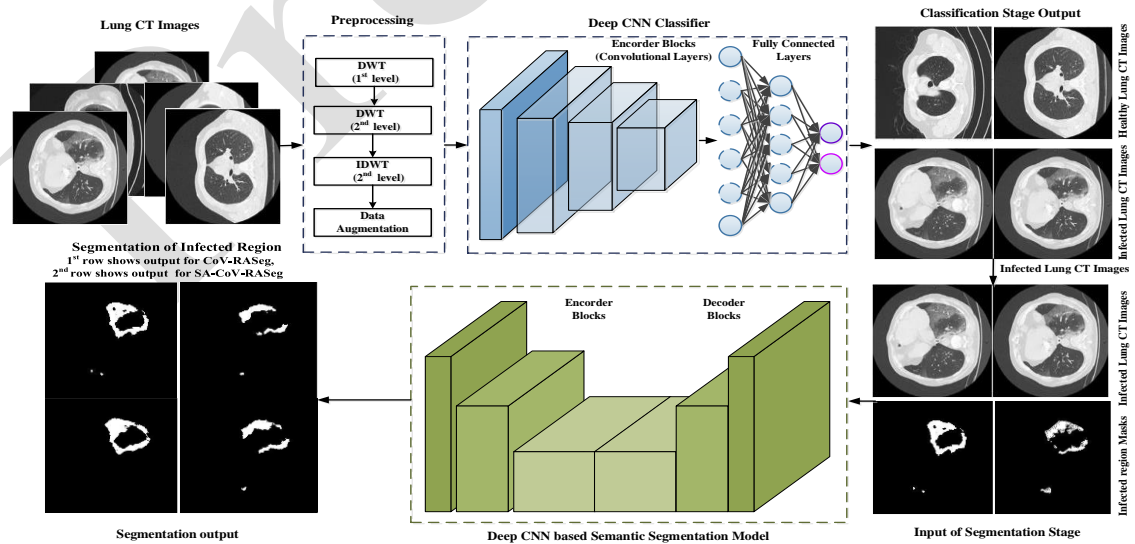 Lung CT Images
Preprocessing
DWT
(1st level)
DWT
(2nd level)
IDWT
(2nd level)
Data
Augmentation
Deep CNN Classifier
Encorder Blocks
(Convolutional Layers)
Fully Connected
Layers
Classification Stage Output
Healthy Lung CT Images
Infected Lung CT Images
Infected Lung CT Images
Infected Lung CT Images
Infected region Masks
Input of Segmentation Stage
Encorder
Blocks
Decoder
Blocks
Deep CNN based Semantic Segmentation Model
Segmentation of Infected Region
1st row shows output for CoV-RASeg,
2nd row shows output for SA-CoV-RASeg
Segmentation output